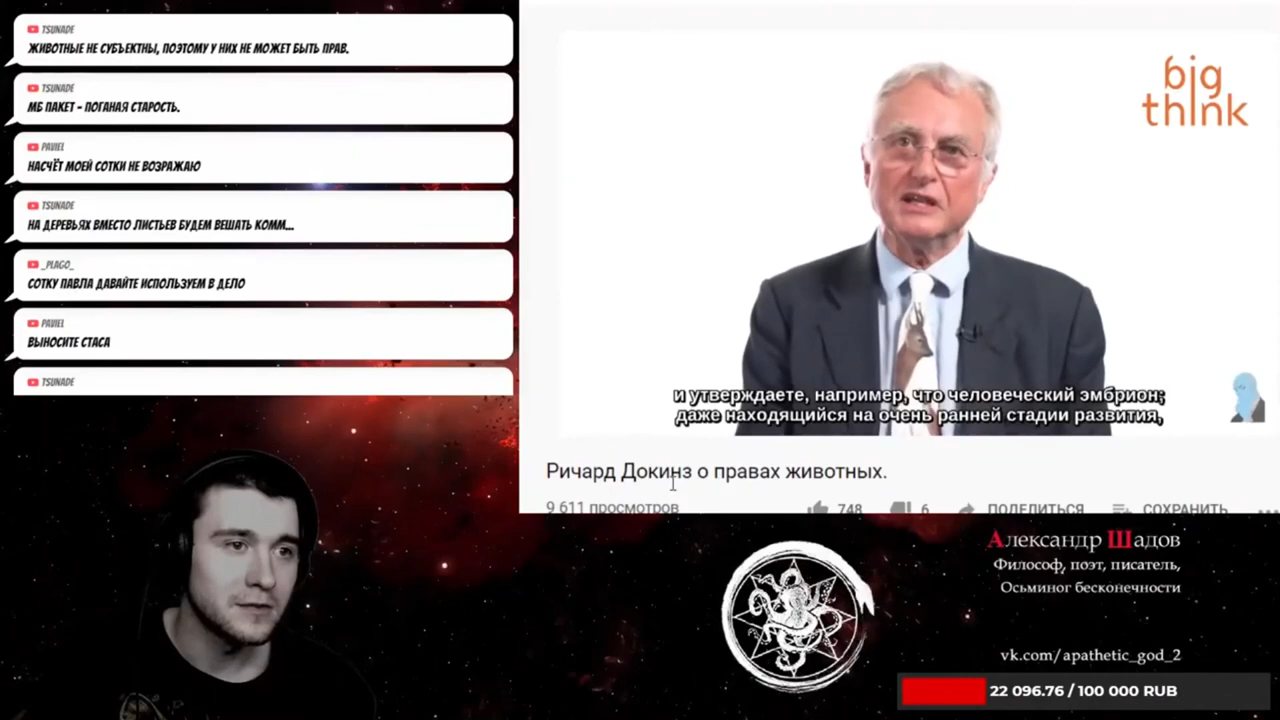 TSUNADE
ЖИВОТНЫЕ НЕ СУБЪЕКТНЫ, ПОЭТОМУ У НИХ НЕ МОЖЕТ БЫТЬ ПРАВ.
TSUNADE
МБ ПАКЕТ - ПОГАНАЯ СТАРОСТЬ.
PAVIEL
НАСЧЁТ МОЕЙ СОТКИ НЕ ВОЗРАЖАЮ
TSUNADE
НА ДЕРЕВЬЯХ ВМЕСТО ЛИСТЬЕВ БУДЕМ ВЕШАТЬ КОММ...
_PLAGO_
СОТКУ ПАВЛА ДАВАЙТЕ ИСПОЛЬЗУЕМ В ДЕЛО
PAVIEL
ВЫНОСИТЕ СТАСА
TSUNADE
big
think
и утверждаете, например, что человеческий эмбрион;
даже находящийся на очень ранней стадии развития,
Ричард Докинз о правах животных.
9 611 просмотров 748 6 ПОДЕЛИТЬСЯ СОХРАНИТЬ
Александр Шадов
Философ, поэт, писатель,
Осьминог бесконечности
vk.com/apathetic_god_2
22 096.76 / 100 000 RUB